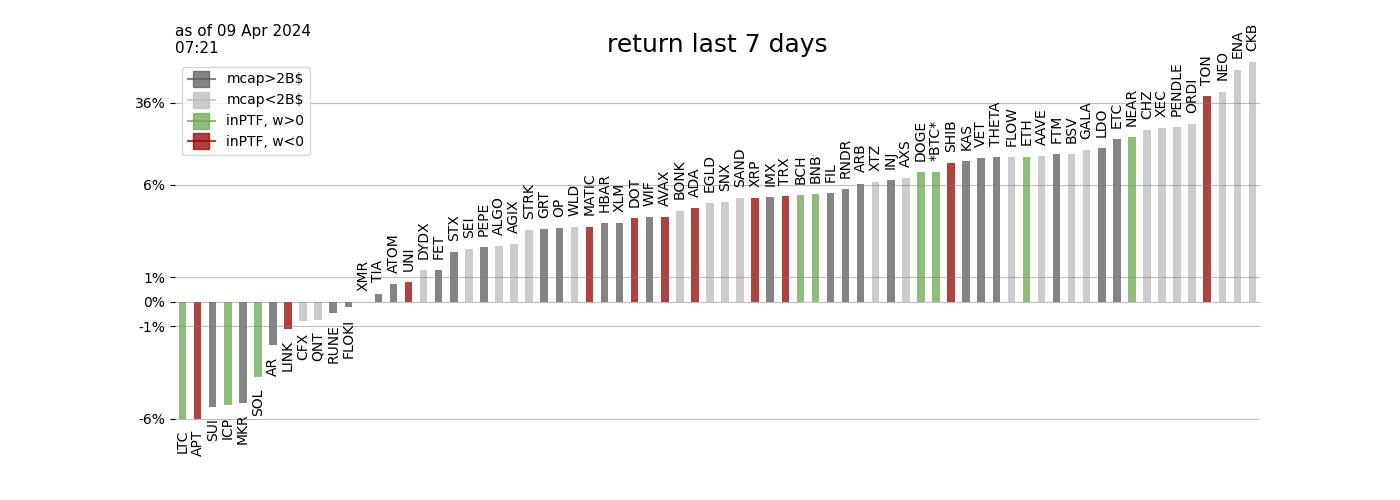 as of 09 Apr 2024
07:21
return last 7 days
mcap>2B$
mcap<2B$
inPTF, w>0
inPTF, w<0
36%
6%
1%
0%
-1%
-6%
LTC
APT
SUI
ICP
MKR
SOL
AR
LINK
CFX
QNT
RUNE
FLOKI
XMR
TIA
ATOM
UNI
DYDX
FET
STX
SEI
PEPE
ALGO
AGIX
STRK
GRT
OP
WLD
MATIC
HBAR
XLM
DOT
WIF
AVAX
BONK
ADA
EGLD
SNX
SAND
XRP
IMX
TRX
BCH
BNB
FIL
RNDR
ARB
XTZ
INJ
AXS
DOGE
*BTC*
SHIB
KAS
VET
THETA
FLOW
ETH
AAVE
FTM
BSV
GALA
LDO
ETC
NEAR
CHZ
XEC
PENDLE
ORDI
TON
NEO
ENA
CKB